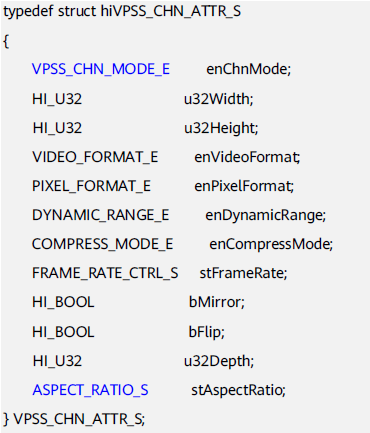 typedef struct hiVPSS_CHN_ATTR_S
{
VPSS_CHN_MODE_E enChnMode;
HI_U32 u32Width;
HI_U32 u32Height;
VIDEO_FORMAT_E enVideoFormat;
PIXEL_FORMAT_E enPixelFormat;
DYNAMIC_RANGE_E enDynamicRange;
COMPRESS_MODE_E enCompressMode;
FRAME_RATE_CTRL_S stFrameRate;
HI_BOOL bMirror;
HI_BOOL bFlip;
HI_U32 u32Depth;
ASPECT_RATIO_S stAspectRatio;
} VPSS_CHN_ATTR_S;